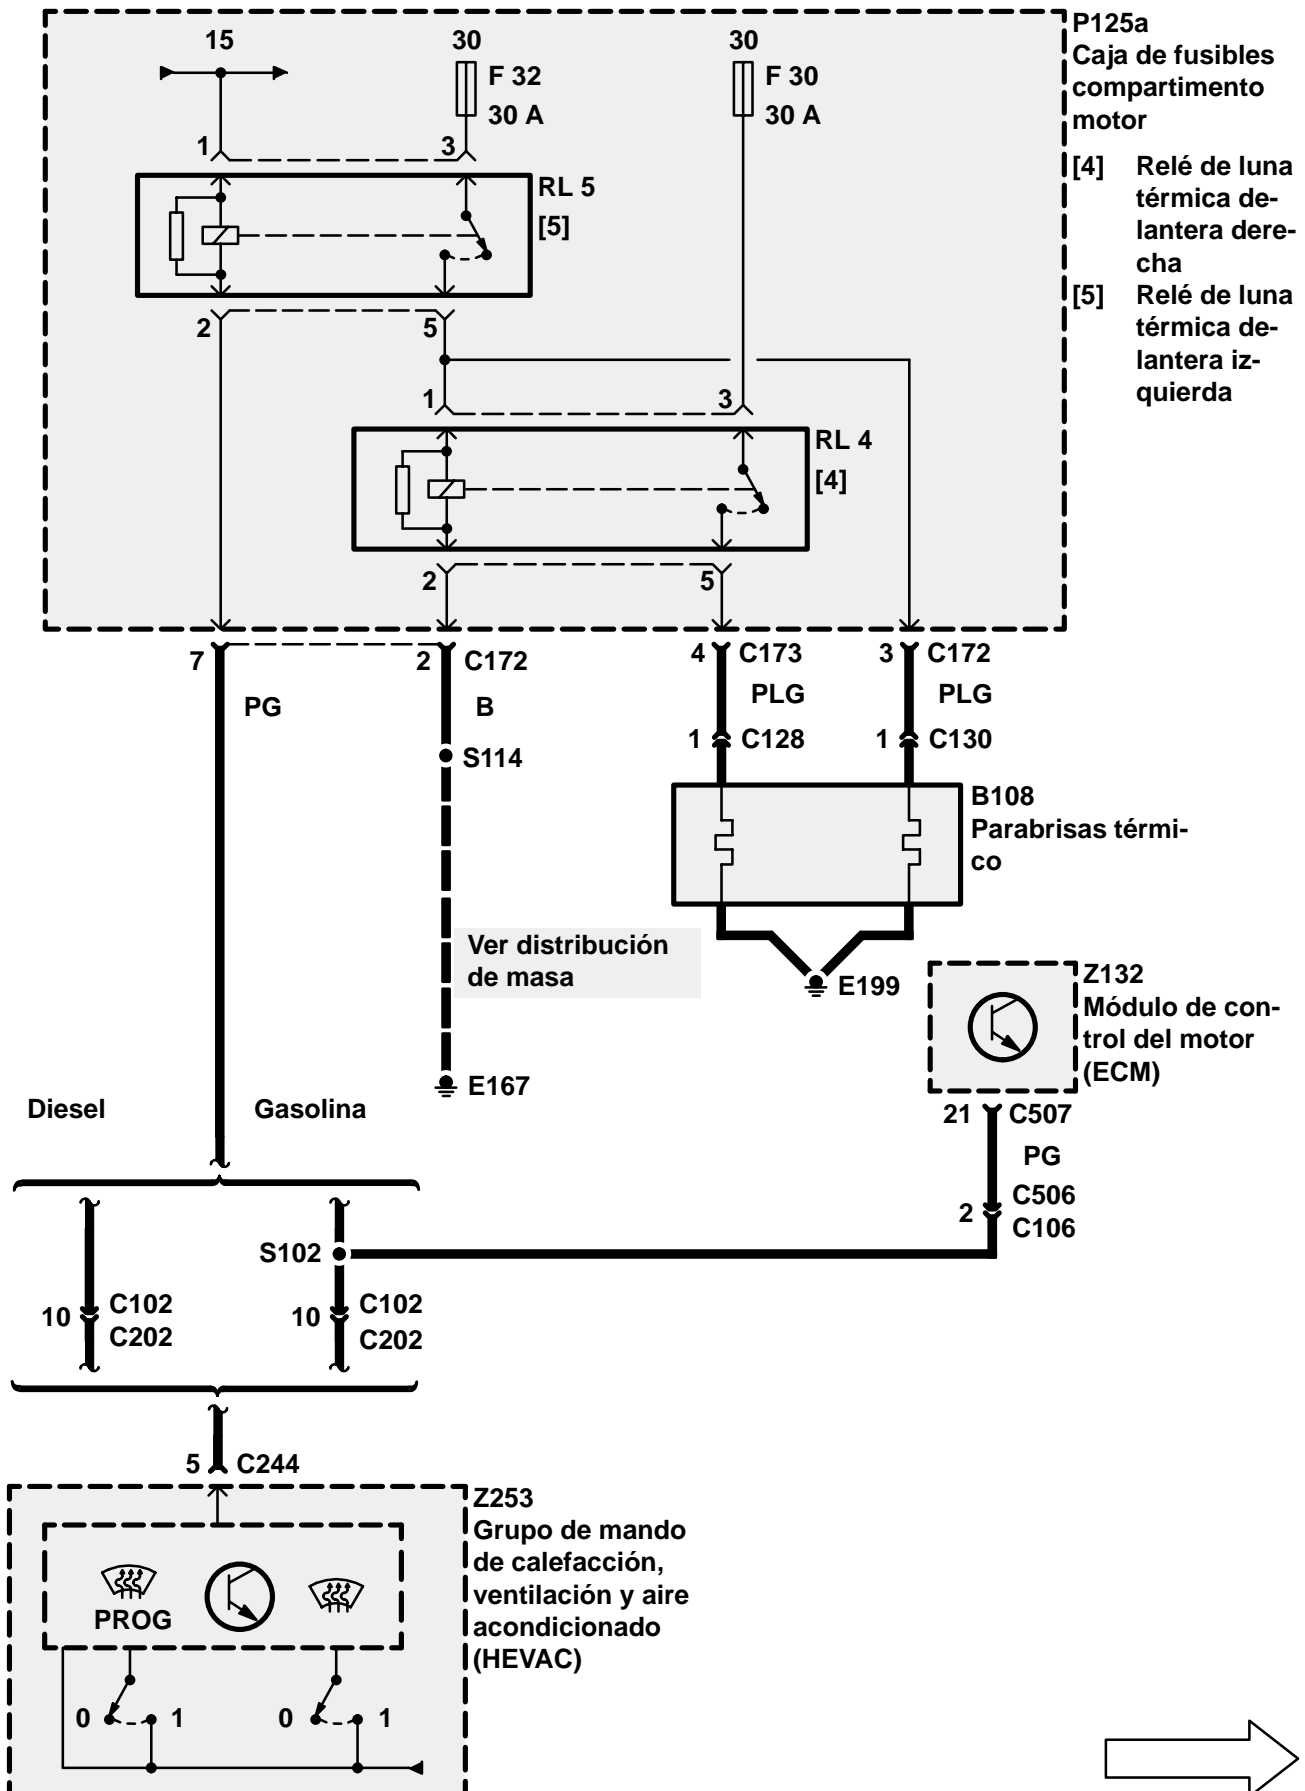 P125a
Caja de fusibles
compartimento
motor
[4] Relé de luna
térmica de-
lantera dere-
cha
[5] Relé de luna
térmica de-
lantera iz-
quierda
15
30
30
F 32
30 A
F 30
30 A
1
3
RL 5
[5]
2
5
1
3
RL 4
[4]
2
5
7
2 C172
4 C173
3 C172
PG
B
PLG
PLG
S114
1 C128
1 C130
B108
Parabrisas térmi-
co
Ver distribución
de masa
E199
Z132
Módulo de con-
trol del motor
(ECM)
E167
Diesel
Gasolina
21 C507
PG
C506
2
C106
S102
C102
10
C202
C102
10
C202
5 C244
Z253
Grupo de mando
de calefacción,
ventilación y aire
acondicionado
(HEVAC)
PROG
0 1
0 1